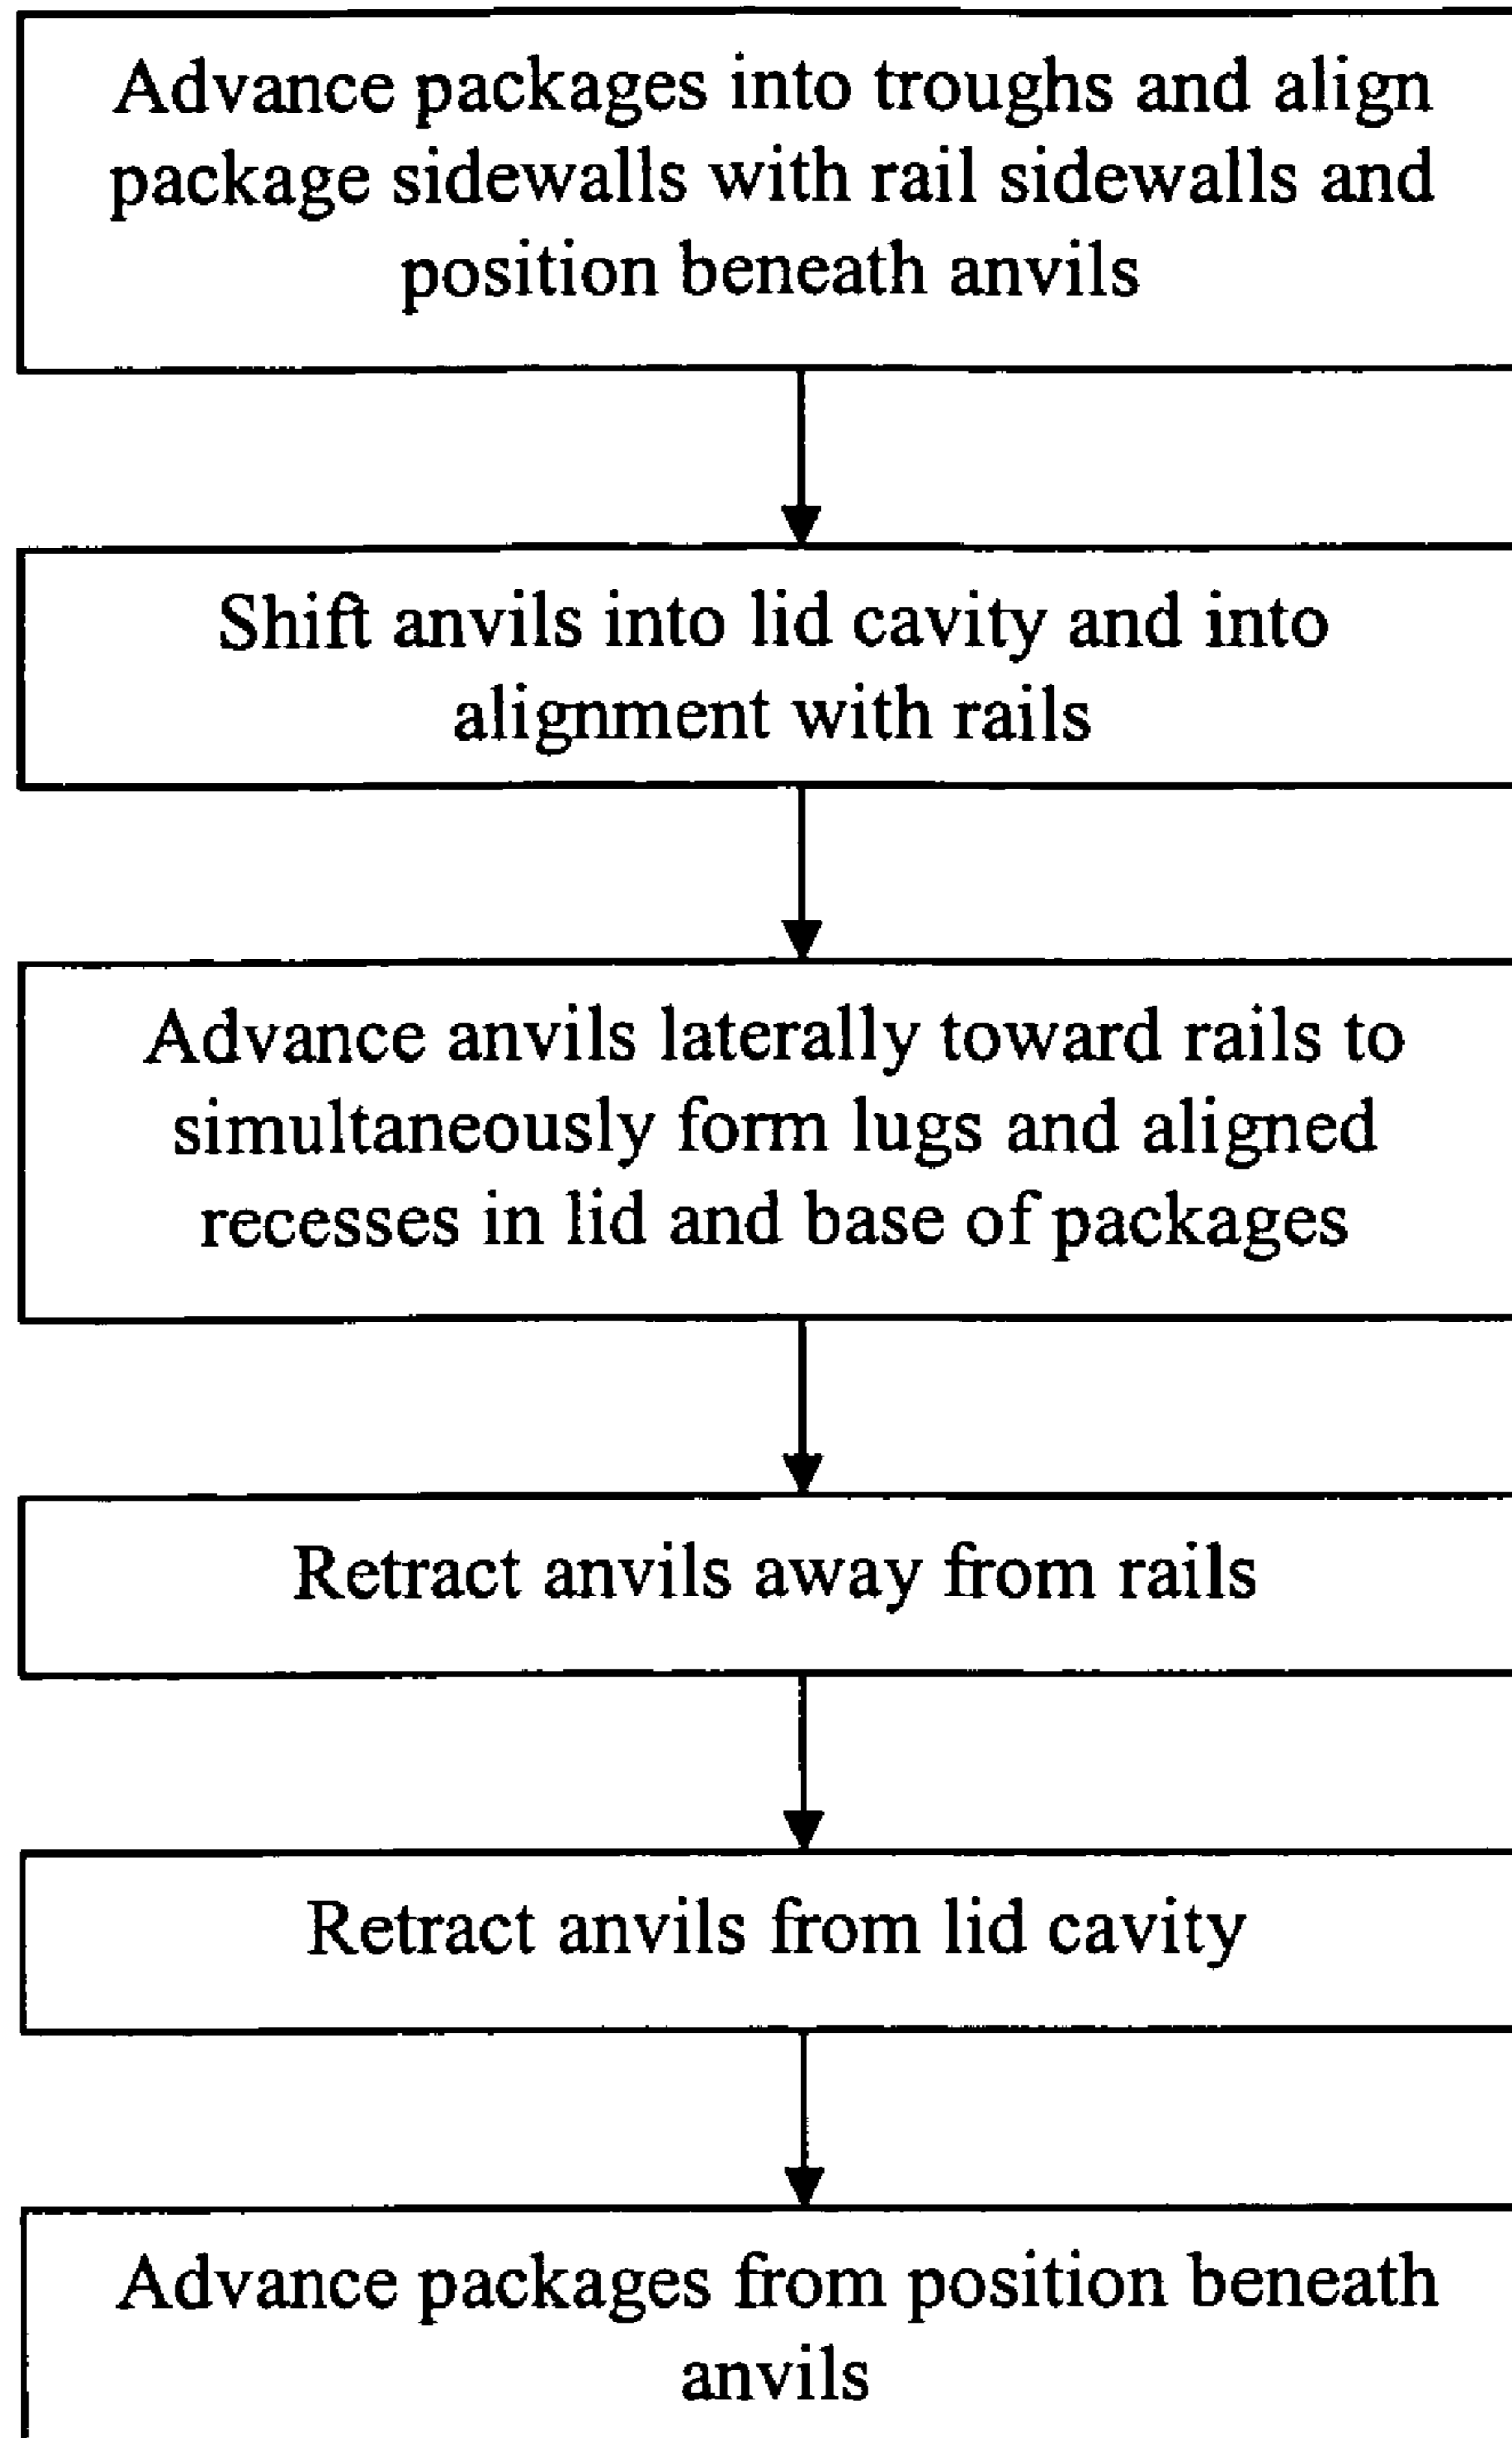 Advance packages into troughs and align
package sidewalls with rail sidewalls and
position beneath anvils
Shift anvils into lid cavity and into
alignment with rails
Advance anvils laterally toward rails to
simultaneously form lugs and aligned
recesses in lid and base of packages
Retract anvils away from rails
Retract anvils from lid cavity
Advance packages from position beneath
anvils